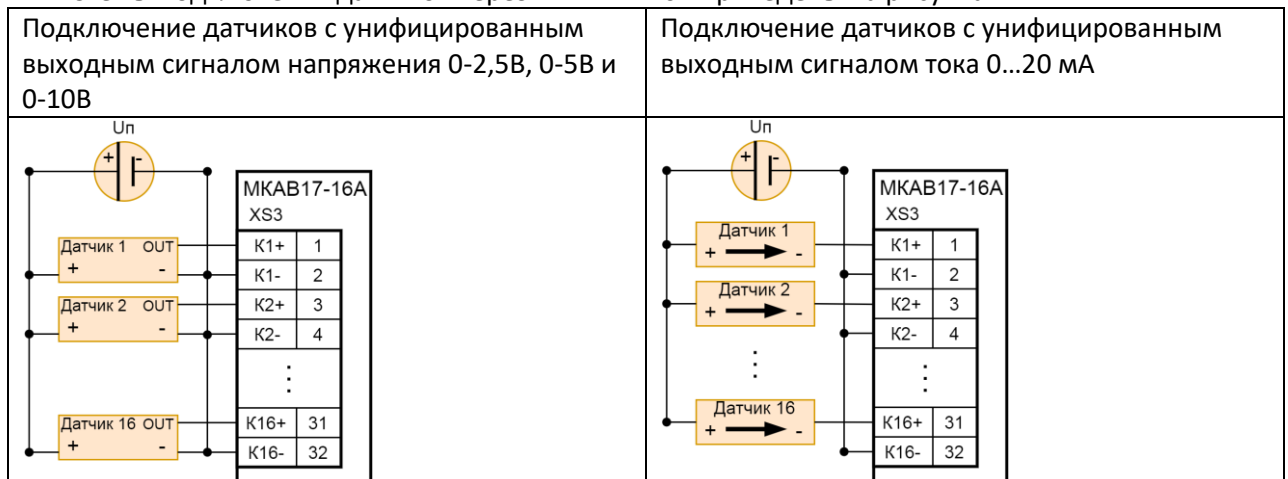 Подключение датчиков с унифицированным
выходным сигналом напряжения 0-2,5В, 0-5В и
0-10В
Подключение датчиков с унифицированным
выходным сигналом тока 0...20 мА
Uп
+ -
МКАВ17-16А
XS3
Датчик 1 OUT
+ -
К1+ 1
К1- 2
Датчик 2 OUT
+ -
К2+ 3
К2- 4
Датчик 16 OUT
+ -
К16+ 31
К16- 32
Uп
+ -
МКАВ17-16А
XS3
Датчик 1
+ -
К1+ 1
К1- 2
Датчик 2
+ -
К2+ 3
К2- 4
Датчик 16
+ -
К16+ 31
К16- 32